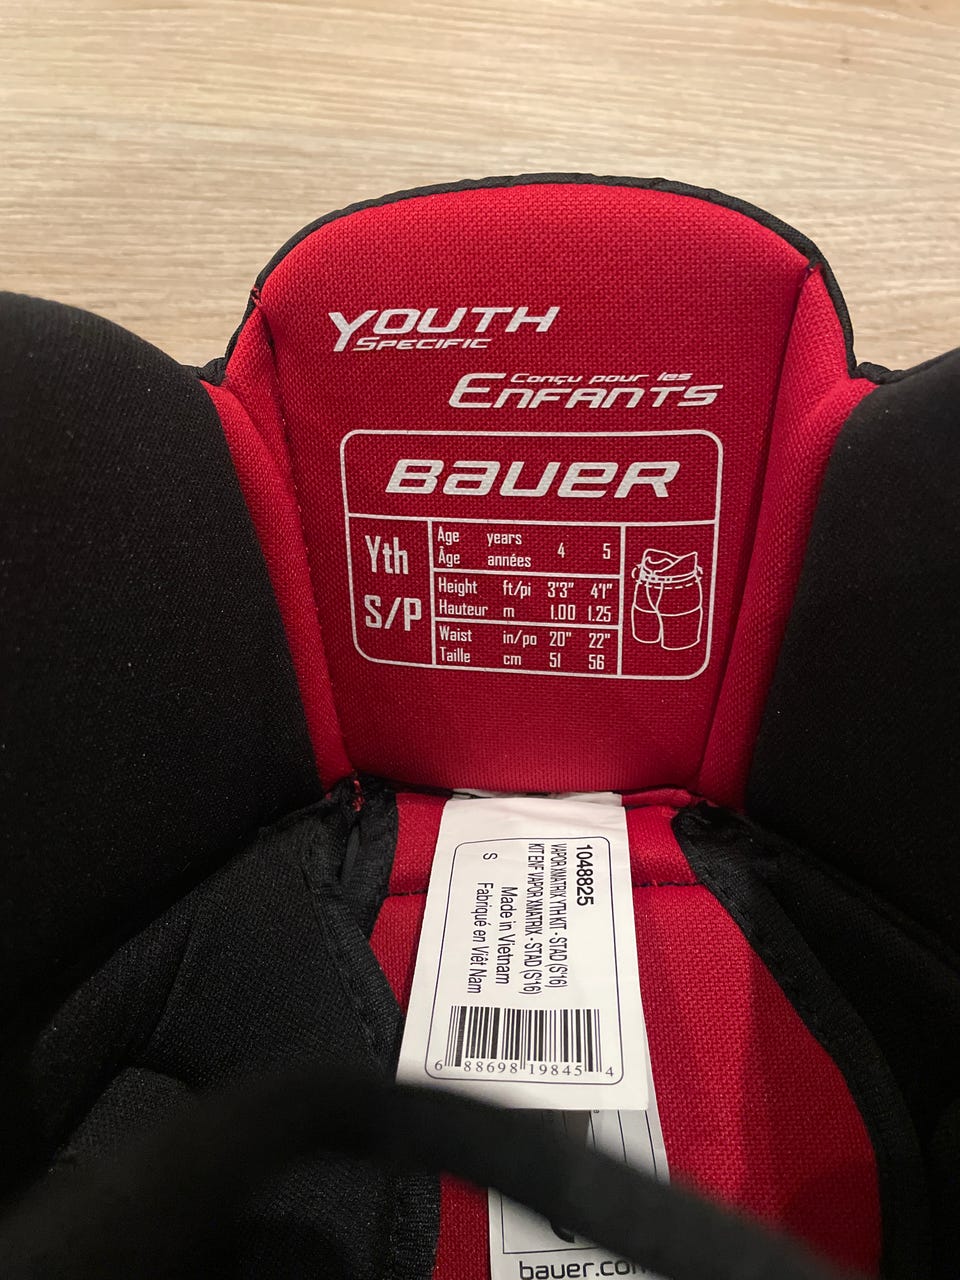 YOUTH
SPECIFIC
Conçu pour les
ENFANTS
BAUER
Yth
S/P
Age years 4 5
Âge années
Height ft/pi 3'3" 4'1"
Hauteur m 1.00 1.25
Waist in/po 20" 22"
Taille cm 51 56
1048825
VAPOR XMATRIX YTH KIT - STAD (S'16)
KIT ENF VAPOR XMATRIX - STAD (S'16)
Made in Vietnam
S Fabriqué en Viêt Nam
6 88698 19845 4
bauer.com